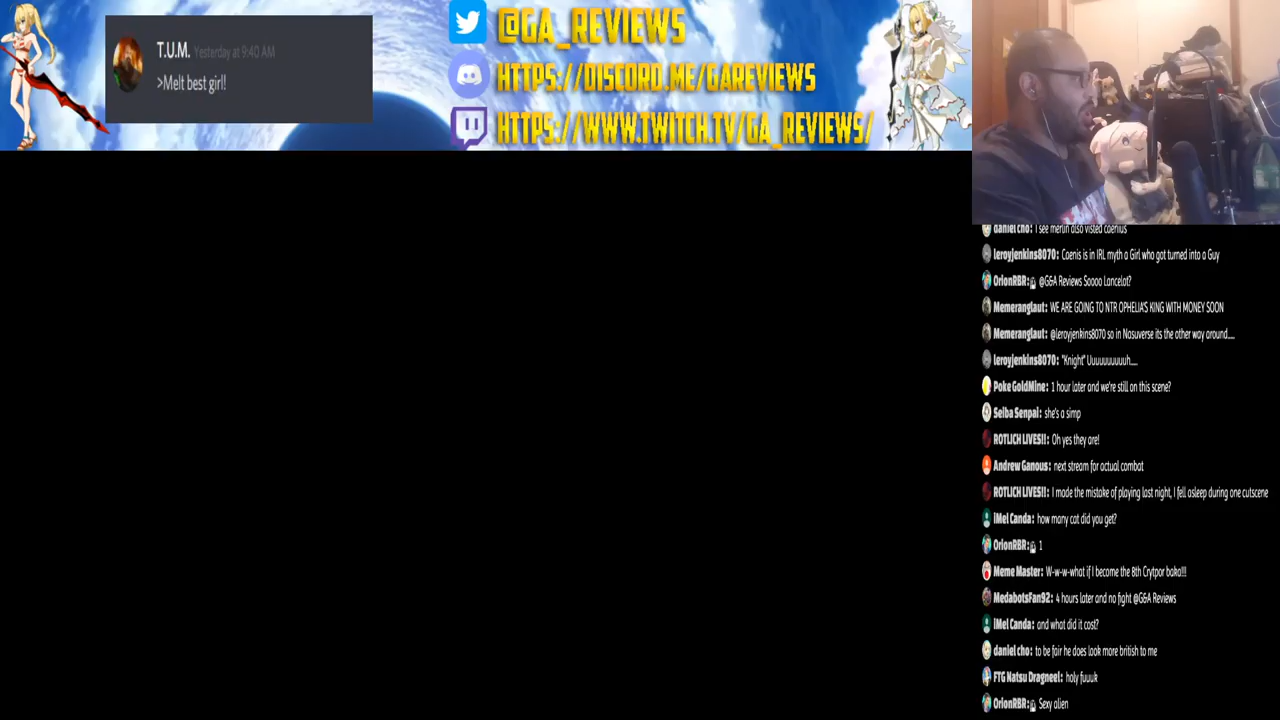 T.U.M. Yesterday at 9:40 AM
>Melt best girl!
@GA_REVIEWS
HTTPS://DISCORD.ME/GAREVIEWS
HTTPS://WWW.TWITCH.TV/GA_REVIEWS/
daniel cho: I see merlin also visted caenius
leroyjenkins8070: Caenis is in IRL myth a Girl who got turned into a Guy
OrionRBR: @G&A Reviews Soooo Lancelot?
Memeranglaut: WE ARE GOING TO NTR OPHELIA'S KING WITH MONEY SOON
Memeranglaut: @leroyjenkins8070 so in Nasuverse its the other way around.....
leroyjenkins8070: "Knight" Uuuuuuuuuuh.....
Poke GoldMine: 1 hour later and we're still on this scene?
Seiba Senpai: she's a simp
ROTLICH LIVES!!: Oh yes they are!
Andrew Ganous: next stream for actual combat
ROTLICH LIVES!!: I made the mistake of playing last night, I fell asleep during one cutscene
iMel Canda: how many cat did you get?
OrionRBR: 1
Meme Master: W-w-w-what if I become the 8th Crytpor baka!!!
MedabotsFan92: 4 hours later and no fight @G&A Reviews
iMel Canda: and what did it cost?
daniel cho: to be fair he does look more british to me
FTG Natsu Dragneel: holy fuuuk
OrionRBR: Sexy alien